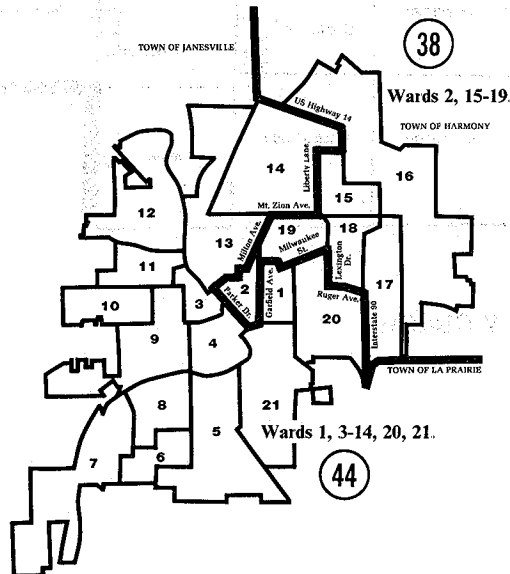 TOWN OF JANESVILLE
38
US Highway 14
Wards 2, 15-19.
TOWN OF HARMONY
14
Liberty Lane.
16
15
Mt. Zion Ave.
12
13
Milton Ave.
19
Milwaukee
St.
18
Lexington
Dr.
11
17
10
3
2
Parker Dr.
Garfield Ave.
1
Ruger Ave.
20
Interstate 90
9
4
TOWN OF LA PRAIRIE
8
5
21
Wards 1, 3-14, 20, 21.
7
6
44